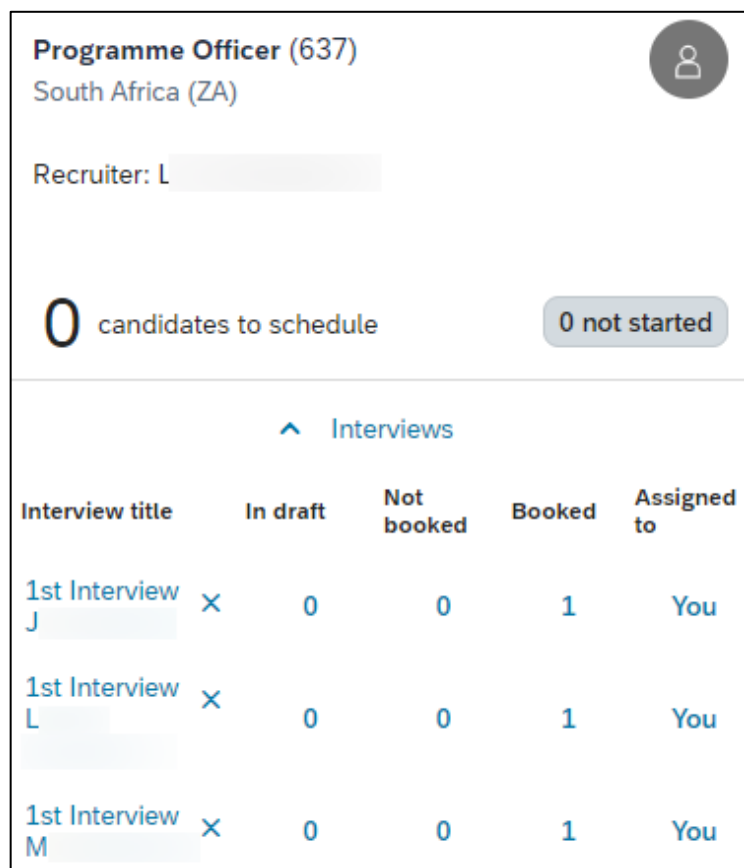 Programme Officer (637)
South Africa (ZA)
Recruiter: L
0 candidates to schedule 0 not started
Interviews
Interview title In draft Not booked Booked Assigned to
1st Interview J × 0 0 1 You
1st Interview L × 0 0 1 You
1st Interview M × 0 0 1 You